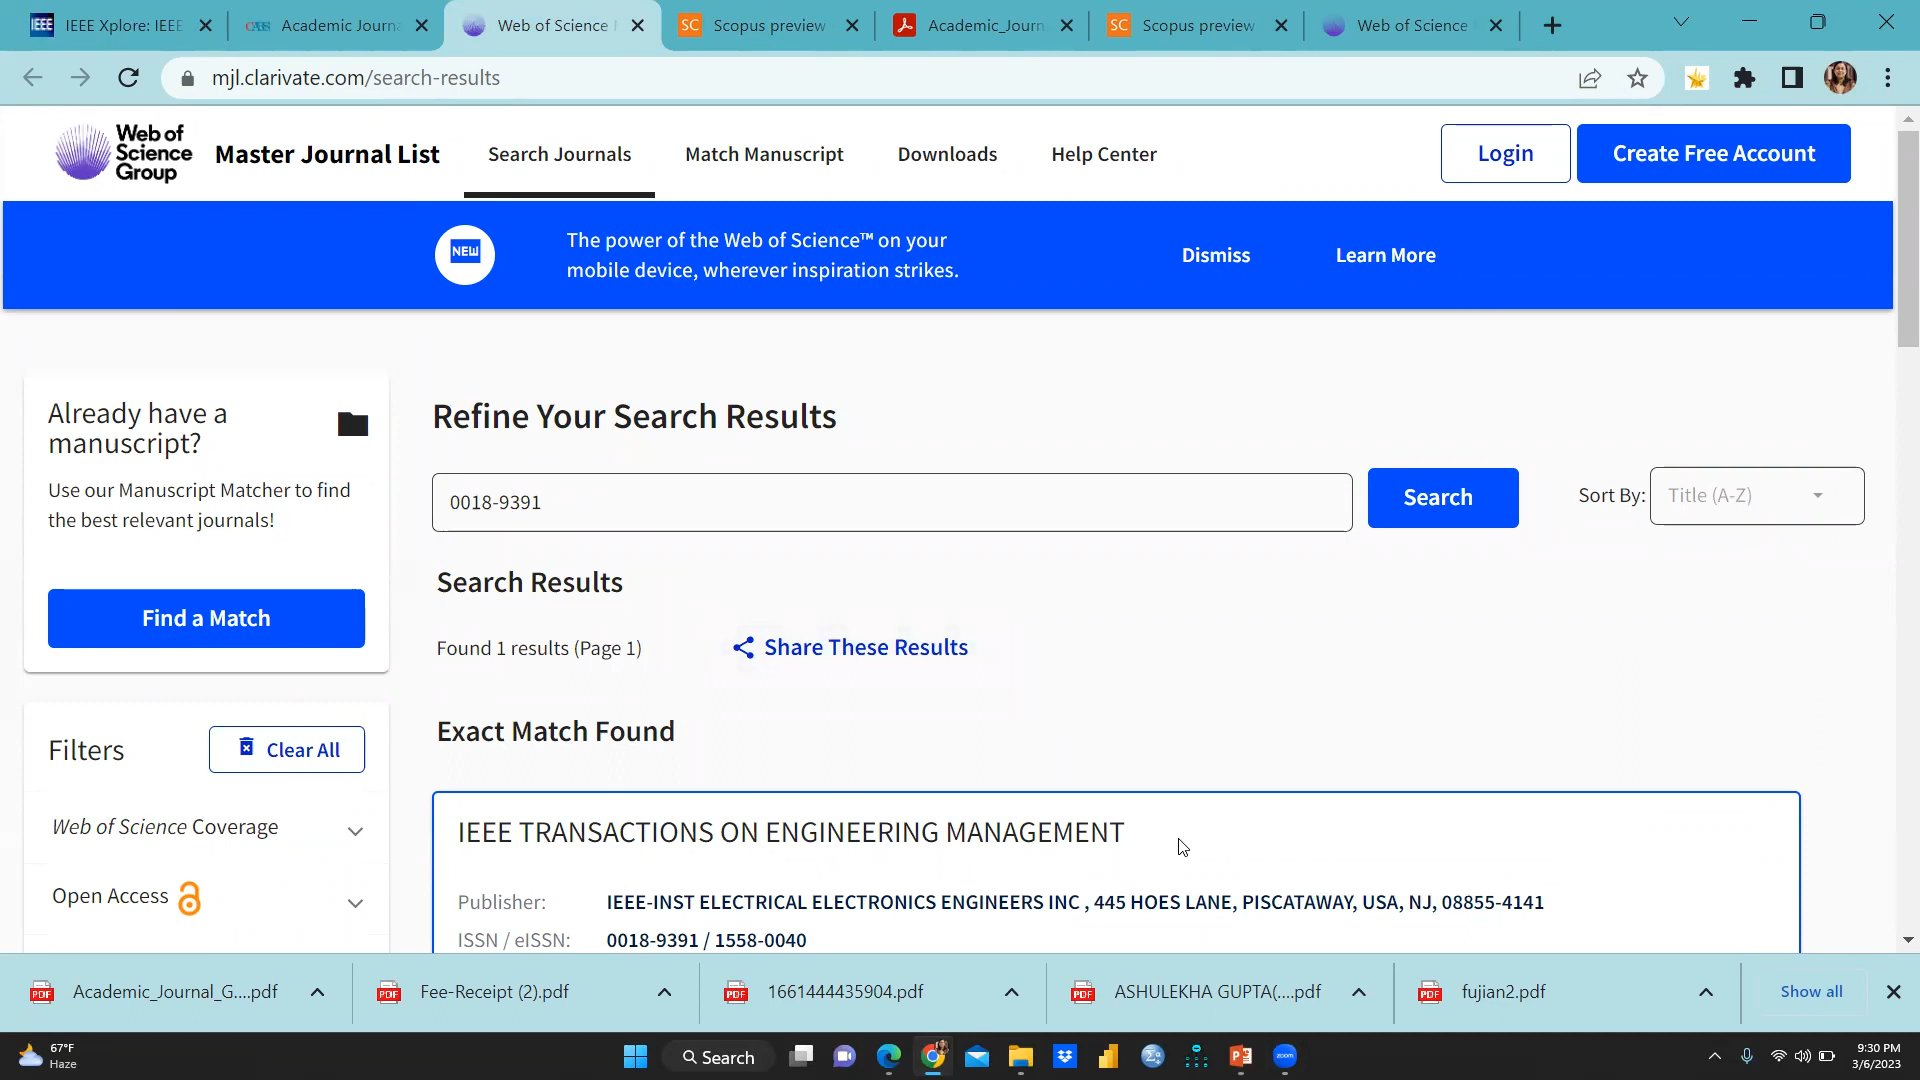 IEEE Xplore: IEEE
Academic Journa
Web of Science
Scopus preview
Academic_Journ
Scopus preview
Web of Science
mjl.clarivate.com/search-results
Web of
Science
Group
Master Journal List
Search Journals
Match Manuscript
Downloads
Help Center
Login
Create Free Account
NEW
The power of the Web of Science™ on your
mobile device, wherever inspiration strikes.
Dismiss
Learn More
Already have a
manuscript?
Use our Manuscript Matcher to find
the best relevant journals!
Find a Match
Refine Your Search Results
0018-9391
Search
Sort By:
Title (A-Z)
Search Results
Found 1 results (Page 1)
Share These Results
Exact Match Found
Filters
Clear All
Web of Science Coverage
Open Access
IEEE TRANSACTIONS ON ENGINEERING MANAGEMENT
Publisher: IEEE-INST ELECTRICAL ELECTRONICS ENGINEERS INC , 445 HOES LANE, PISCATAWAY, USA, NJ, 08855-4141
ISSN / eISSN: 0018-9391 / 1558-0040
Academic_Journal_G....pdf
Fee-Receipt (2).pdf
1661444435904.pdf
ASHULEKHA GUPTA(....pdf
fujian2.pdf
Show all
67°F
Haze
Search
9:30 PM
3/6/2023